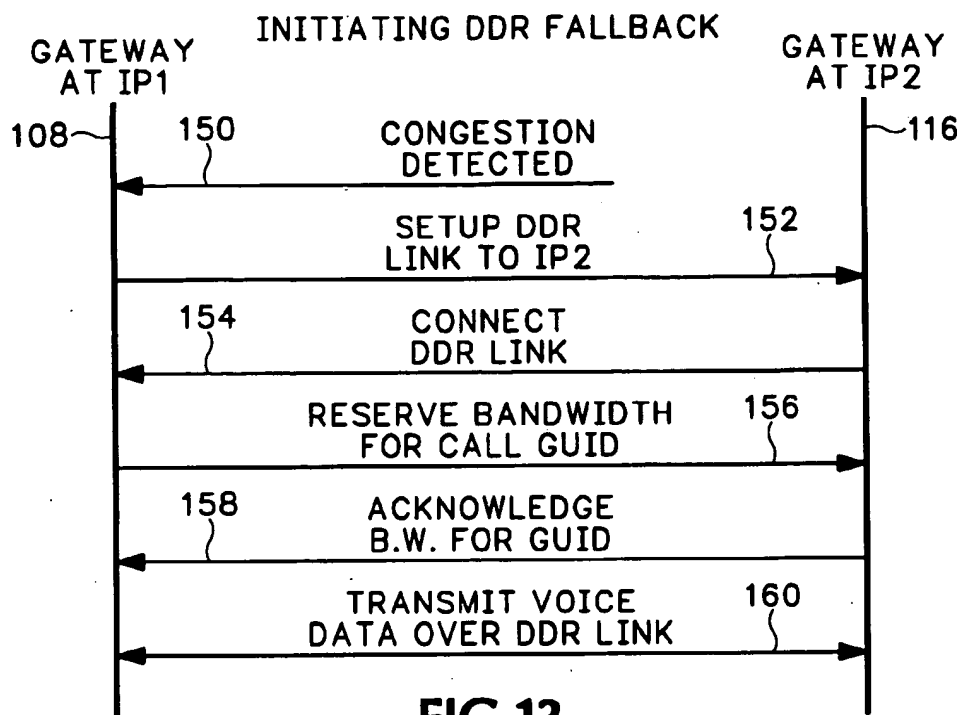 INITIATING DDR FALLBACK
GATEWAY
AT IP1
GATEWAY
AT IP2
108
116
150
CONGESTION
DETECTED
SETUP DDR
LINK TO IP2
152
154
CONNECT
DDR LINK
RESERVE BANDWIDTH
FOR CALL GUID
156
158
ACKNOWLEDGE
B.W. FOR GUID
TRANSMIT VOICE
DATA OVER DDR LINK
160